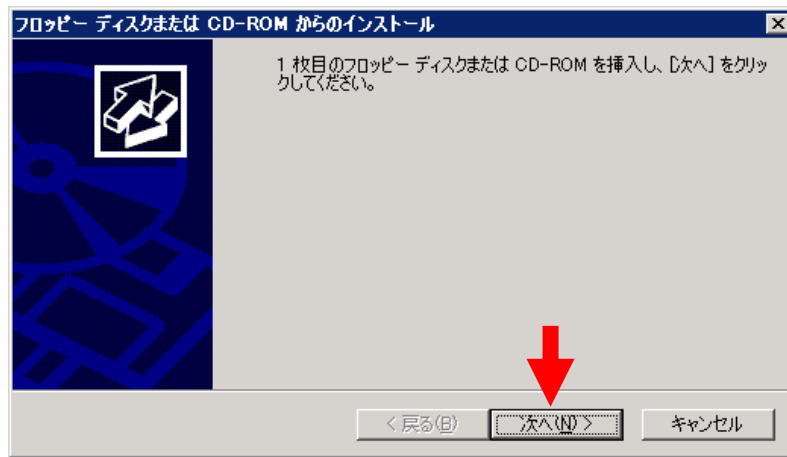 フロッピー ディスクまたは CD-ROM からのインストール
1 枚目のフロッピー ディスクまたは CD-ROM を挿入し、[次へ] をクリッ
クしてください。
< 戻る(B)
次へ(N) >
キャンセル